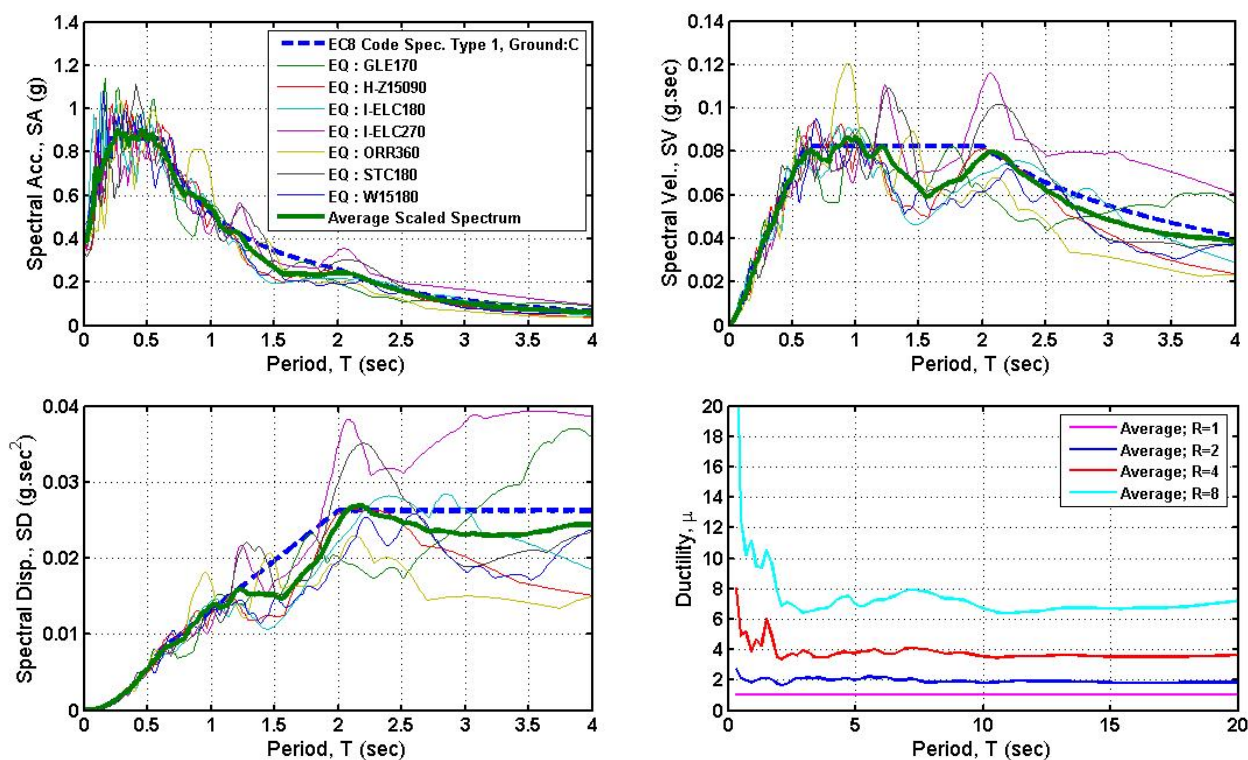 1.4
1.2
1
0.8
0.6
0.4
0.2
0
Spectral Acc., SA (g)
EC8 Code Spec. Type 1, Ground:C
EQ : GLE170
EQ : H-Z15090
EQ : I-ELC180
EQ : I-ELC270
EQ : ORR360
EQ : STC180
EQ : W15180
Average Scaled Spectrum
0 0.5 1 1.5 2 2.5 3 3.5 4
Period, T (sec)
0.14
0.12
0.1
0.08
0.06
0.04
0.02
0
Spectral Vel., SV (g.sec)
0 0.5 1 1.5 2 2.5 3 3.5 4
Period, T (sec)
0.04
0.03
0.02
0.01
0
Spectral Disp., SD (g.sec²)
0 0.5 1 1.5 2 2.5 3 3.5 4
Period, T (sec)
20
18
16
14
12
10
8
6
4
2
0
Ductility, μ
Average; R=1
Average; R=2
Average; R=4
Average; R=8
0 5 10 15 20
Period, T (sec)